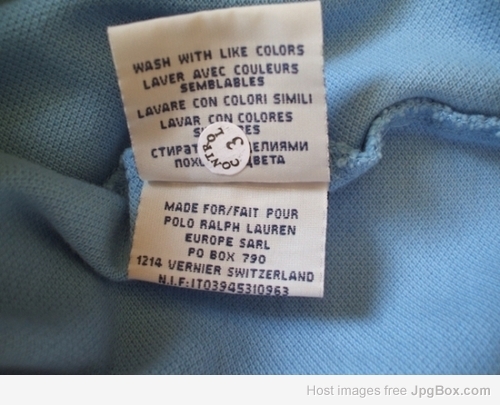 WASH WITH LIKE COLORS
LAVER AVEC COULEURS
SEMBLABLES
LAVARE CON COLORI SIMILI
LAVAR CON COLORES
CONTROL
3
MADE FOR/FAIT POUR
POLO RALPH LAUREN
EUROPE SARL
PO BOX 790
1214 VERNIER SWITZERLAND
N.I.F:IT03945310963
Host images free JpgBox.com